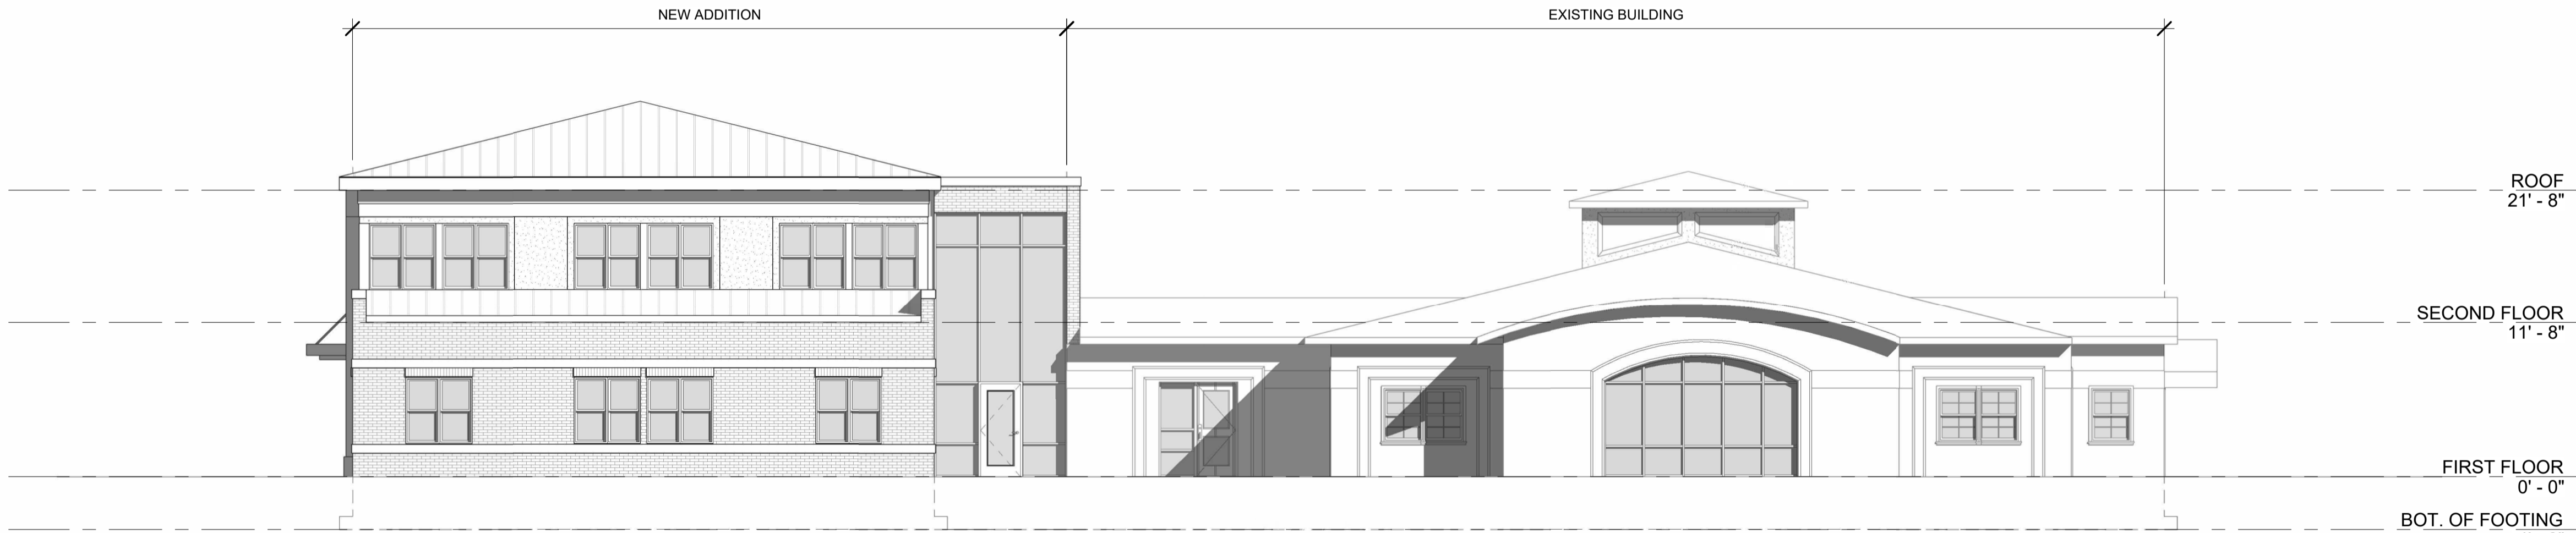 NEW ADDITION
EXISTING BUILDING
ROOF
21' - 8"
SECOND FLOOR
11' - 8"
FIRST FLOOR
0' - 0"
BOT. OF FOOTING